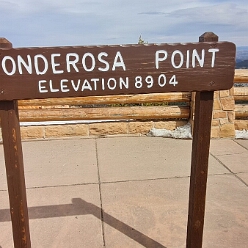 ONDEROSA POINT
ELEVATION 8904